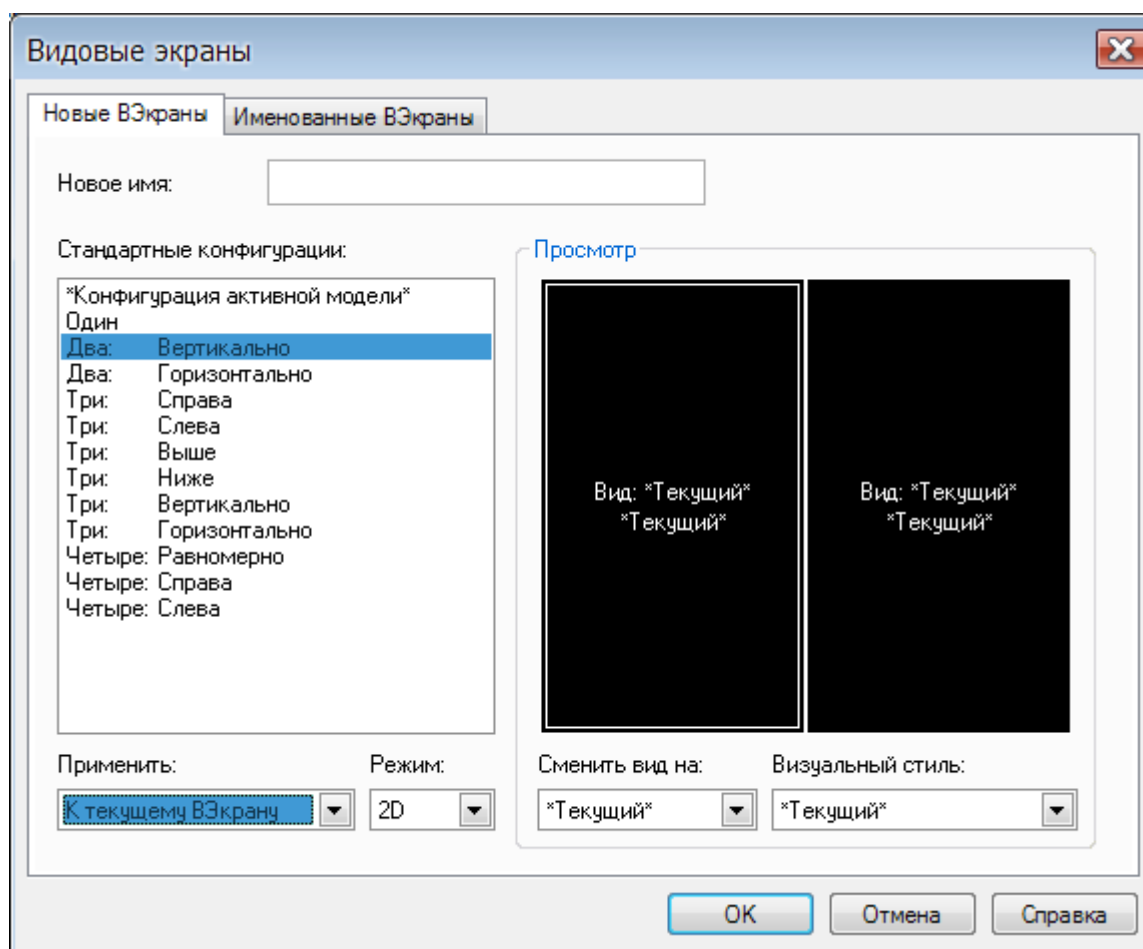 Видовые экраны
Новые ВЭкраны Именованные ВЭкраны
Новое имя:
Стандартные конфигурации:
*Конфигурация активной модели*
Один
Два: Вертикально
Два: Горизонтально
Три: Справа
Три: Слева
Три: Выше
Три: Ниже
Три: Вертикально
Три: Горизонтально
Четыре: Равномерно
Четыре: Справа
Четыре: Слева
Просмотр
Вид: *Текущий*
*Текущий*
Вид: *Текущий*
*Текущий*
Применить: Режим: Сменить вид на: Визуальный стиль:
К текущему ВЭкрану 2D *Текущий* *Текущий*
OK Отмена Справка